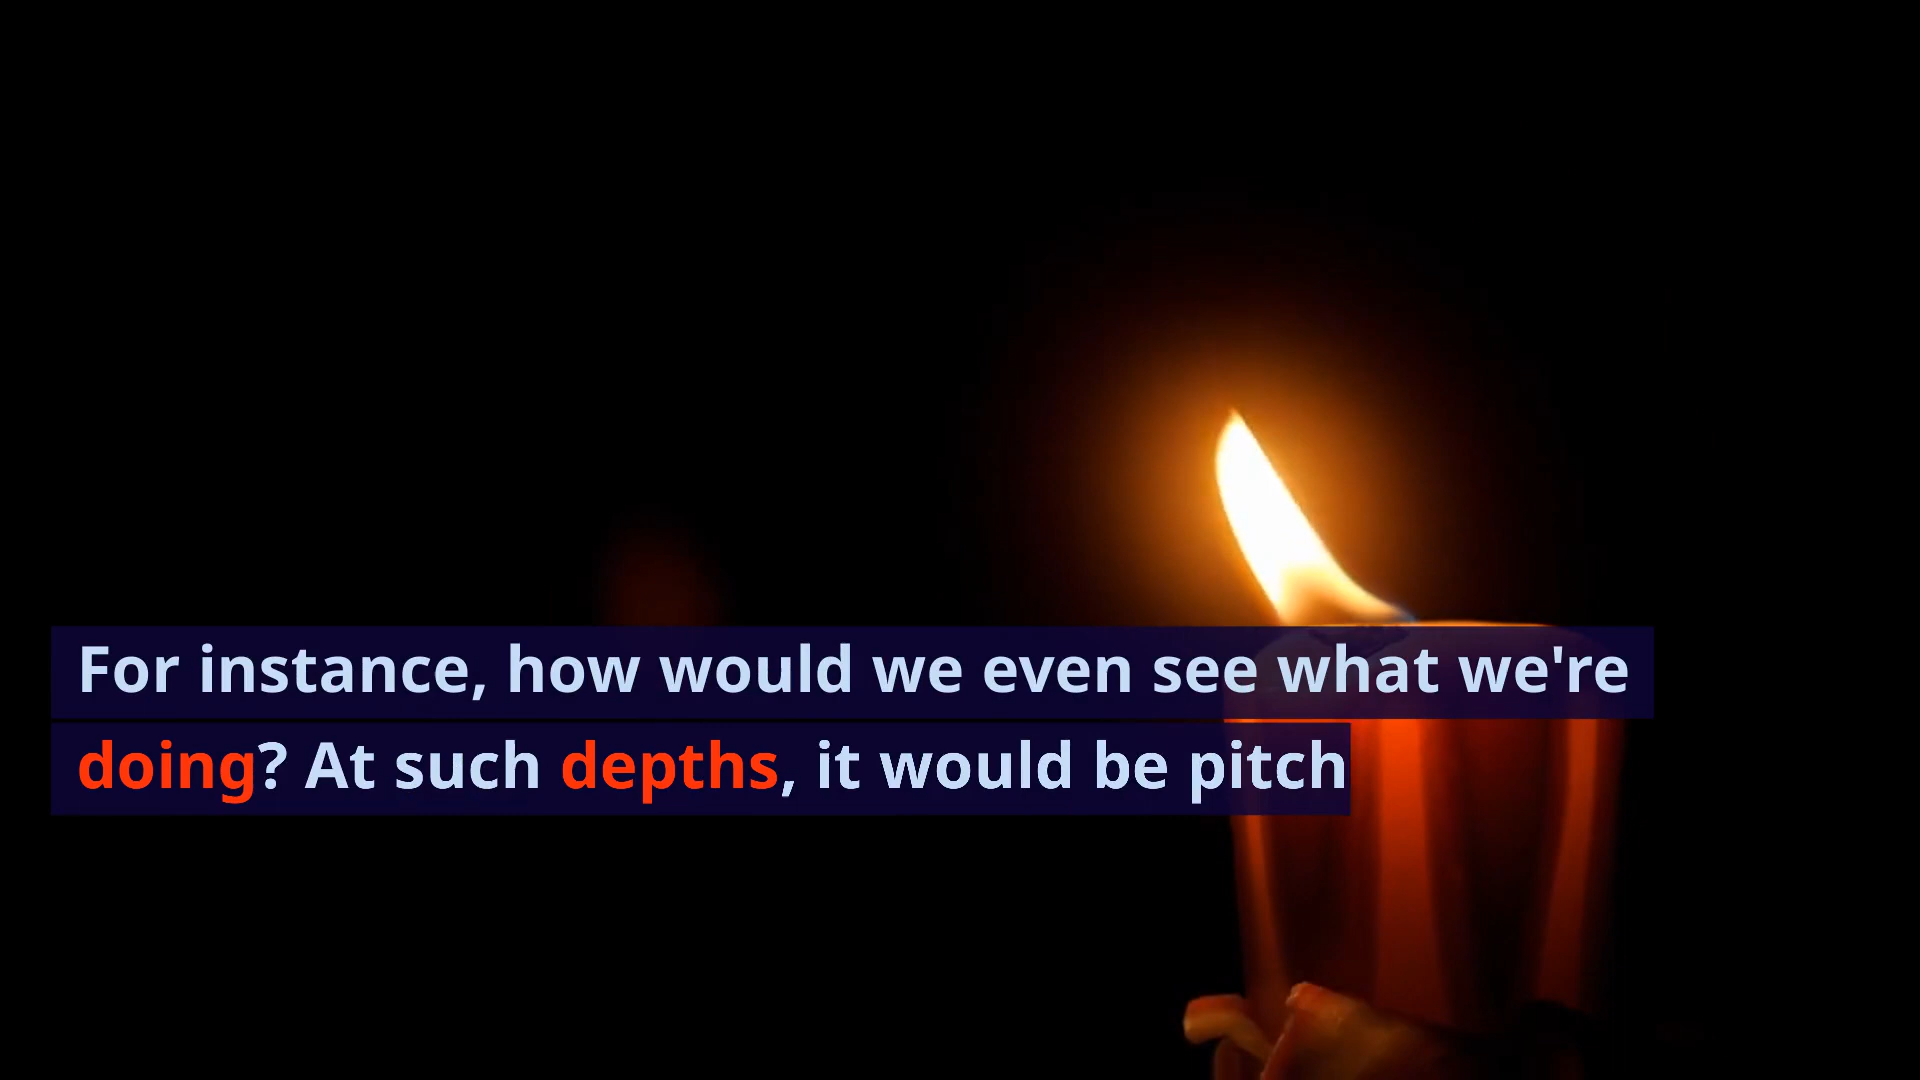 For instance, how would we even see what we're
doing? At such depths, it would be pitch